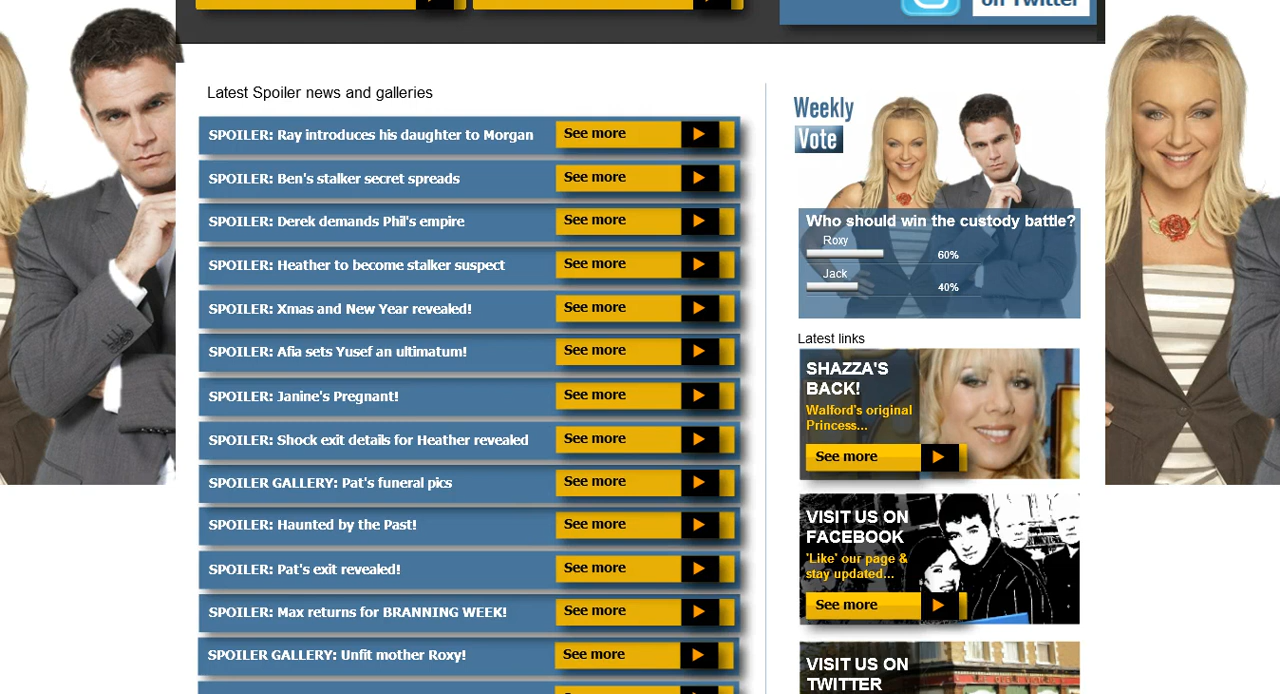 on Twitter
Latest Spoiler news and galleries
SPOILER: Ray introduces his daughter to Morgan
See more
SPOILER: Ben's stalker secret spreads
See more
SPOILER: Derek demands Phil's empire
See more
SPOILER: Heather to become stalker suspect
See more
SPOILER: Xmas and New Year revealed!
See more
SPOILER: Afia sets Yusef an ultimatum!
See more
SPOILER: Janine's Pregnant!
See more
SPOILER: Shock exit details for Heather revealed
See more
SPOILER GALLERY: Pat's funeral pics
See more
SPOILER: Haunted by the Past!
See more
SPOILER: Pat's exit revealed!
See more
SPOILER: Max returns for BRANNING WEEK!
See more
SPOILER GALLERY: Unfit mother Roxy!
See more
Weekly
Vote
Who should win the custody battle?
Roxy
60%
Jack
40%
Latest links
SHAZZA'S
BACK!
Walford's original
Princess...
See more
VISIT US ON
FACEBOOK
'Like' our page &
stay updated...
See more
VISIT US ON
TWITTER